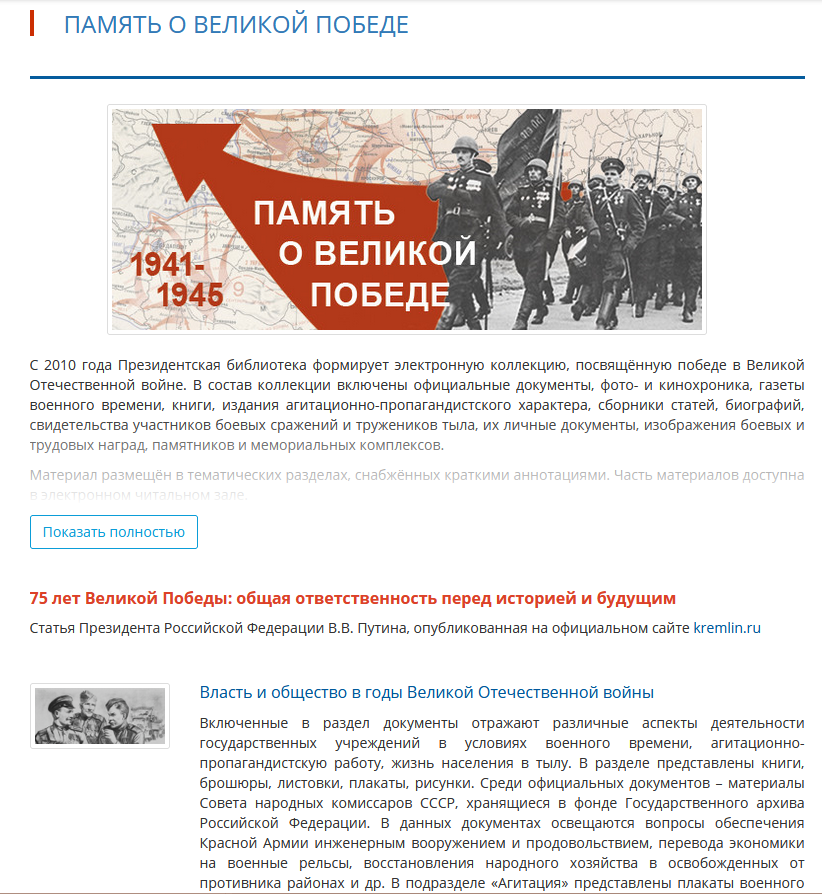 ПАМЯТЬ О ВЕЛИКОЙ ПОБЕДЕ
ПАМЯТЬ
О ВЕЛИКОЙ
ПОБЕДЕ
1941-
1945
С 2010 года Президентская библиотека формирует электронную коллекцию, посвящённую победе в Великой
Отечественной войне. В состав коллекции включены официальные документы, фото- и кинохроника, газеты
военного времени, книги, издания агитационно-пропагандистского характера, сборники статей, биографий,
свидетельства участников боевых сражений и тружеников тыла, их личные документы, изображения боевых и
трудовых наград, памятников и мемориальных комплексов.
Материал размещён в тематических разделах, снабжённых краткими аннотациями. Часть материалов доступна
в электронном читальном зале.
Показать полностью
75 лет Великой Победы: общая ответственность перед историей и будущим
Статья Президента Российской Федерации В.В. Путина, опубликованная на официальном сайте kremlin.ru
Власть и общество в годы Великой Отечественной войны
Включенные в раздел документы отражают различные аспекты деятельности
государственных учреждений в условиях военного времени, агитационно-
пропагандистскую работу, жизнь населения в тылу. В разделе представлены книги,
брошюры, листовки, плакаты, рисунки. Среди официальных документов – материалы
Совета народных комиссаров СССР, хранящиеся в фонде Государственного архива
Российской Федерации. В данных документах освещаются вопросы обеспечения
Красной Армии инженерным вооружением и продовольствием, перевода экономики
на военные рельсы, восстановления народного хозяйства в освобожденных от
противника районах и др. В подразделе «Агитация» представлены плакаты военного